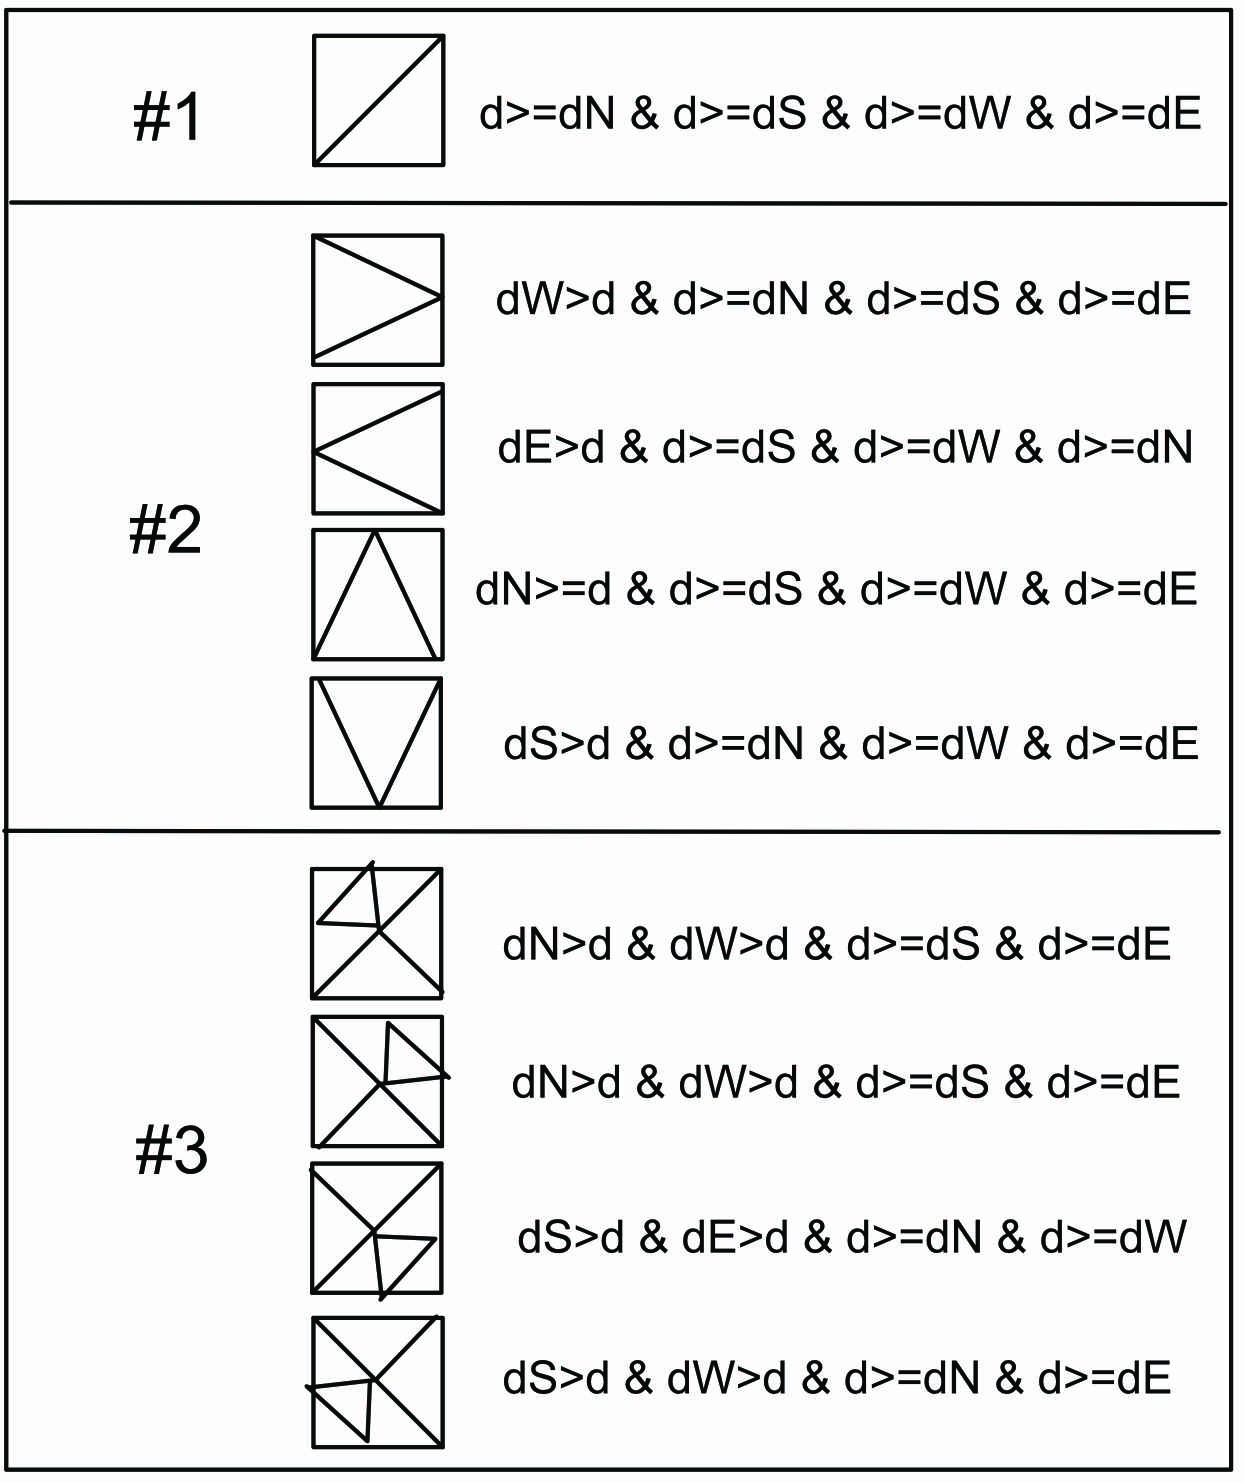 #1
d>=dN & d>=dS & d>=dW & d>=dE
#2
dW>d & d>=dN & d>=dS & d>=dE
dE>d & d>=dS & d>=dW & d>=dN
dN>=d & d>=dS & d>=dW & d>=dE
dS>d & d>=dN & d>=dW & d>=dE
#3
dN>d & dW>d & d>=dS & d>=dE
dN>d & dW>d & d>=dS & d>=dE
dS>d & dE>d & d>=dN & d>=dW
dS>d & dW>d & d>=dN & d>=dE